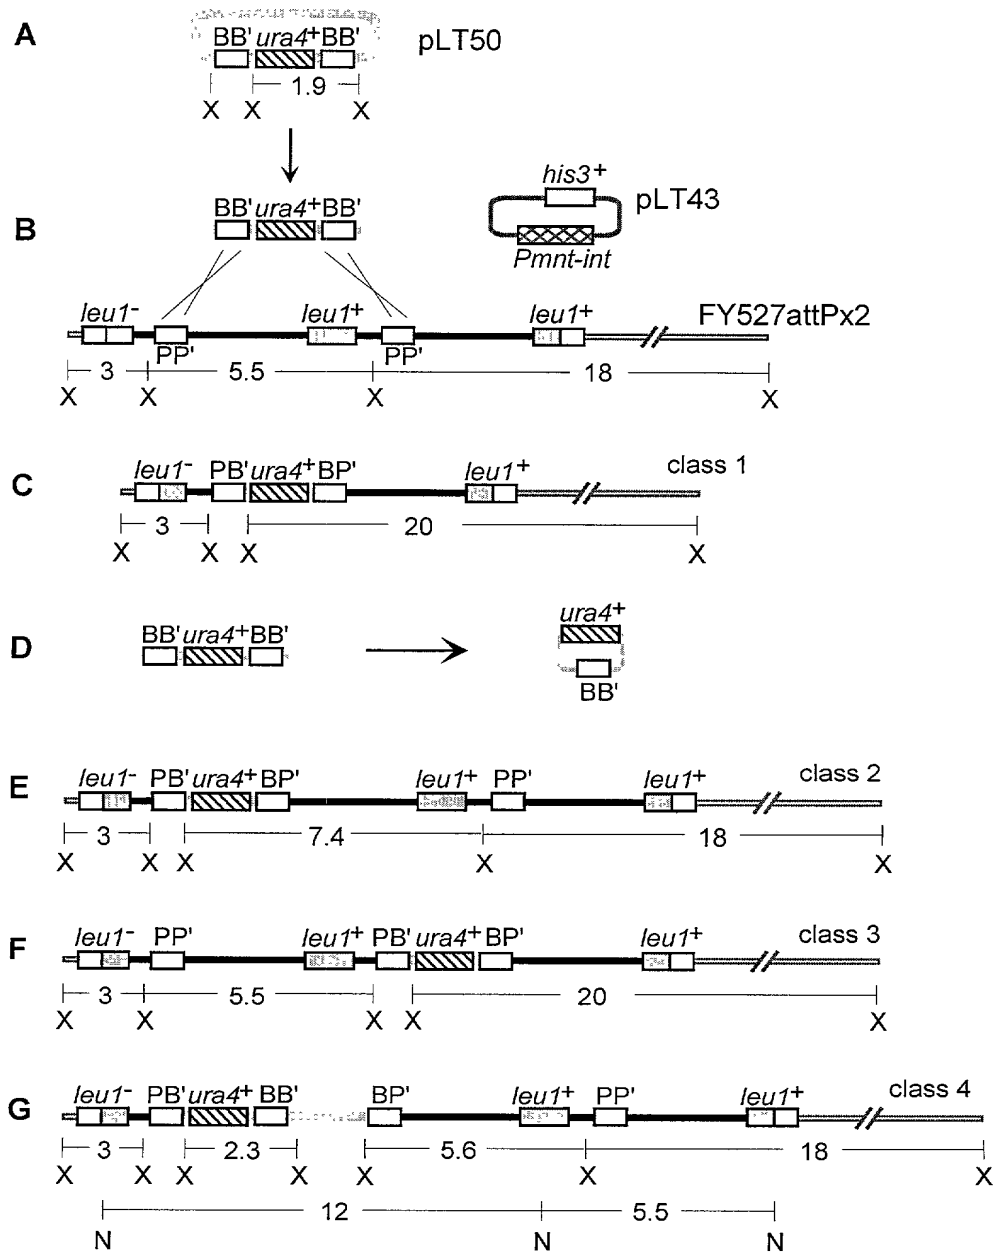 A
BB' ura4+ BB'
pLT50
1.9
X X X
B
BB' ura4+ BB'
his3+
pLT43
Pmnt-int
leu1- leu1+ leu1+ FY527attPx2
PP' PP'
3 5.5 18
X X X X
C
leu1- PB' ura4+ BP' leu1+ class 1
3 20
X X X X
D
BB' ura4+ BB'
ura4+
BB'
E
leu1- PB' ura4+ BP' leu1+ PP' leu1+ class 2
3 7.4 18
X X X X X
F
leu1- PP' leu1+ PB' ura4+ BP' leu1+ class 3
3 5.5 20
X X X X X
G
leu1- PB' ura4+ BB' BP' leu1+ PP' leu1+ class 4
3 2.3 5.6 18
X X X X X X X
12 5.5
N N N